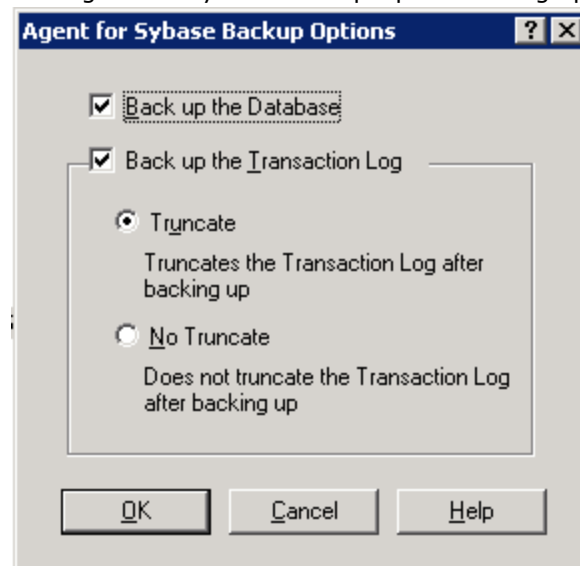 Agent for Sybase Backup Options
Back up the Database
Back up the Transaction Log
Truncate
Truncates the Transaction Log after
backing up
No Truncate
Does not truncate the Transaction Log
after backing up
OK
Cancel
Help